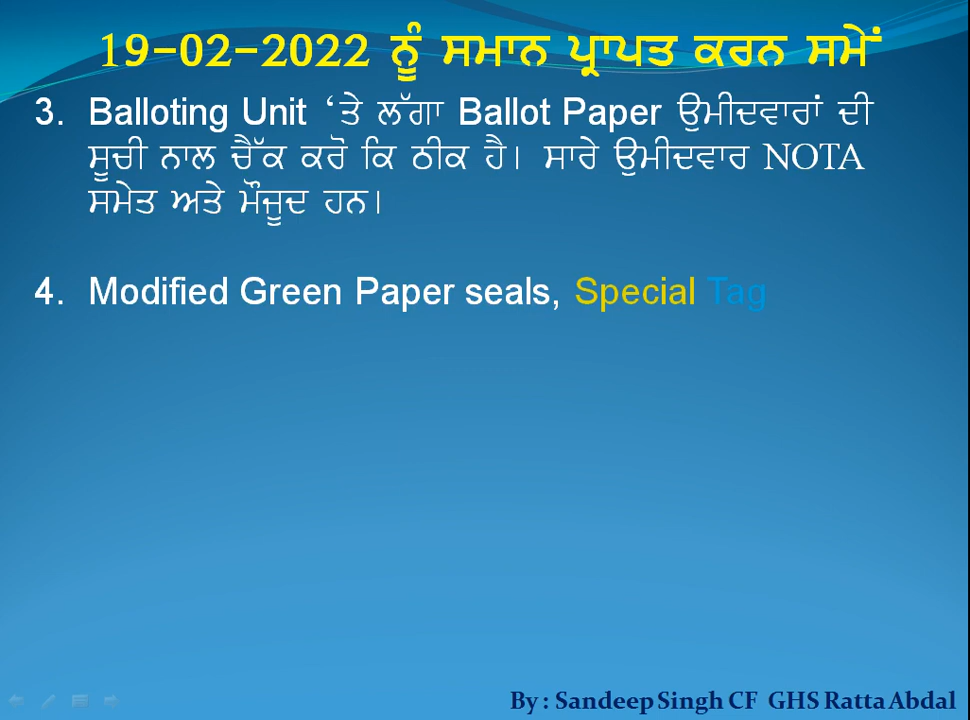 19-02-2022 ਨੂੰ ਸਮਾਨ ਪ੍ਰਾਪਤ ਕਰਨ ਸਮੇਂ
3. Balloting Unit ‘ਤੇ ਲੱਗਾ Ballot Paper ਉਮੀਦਵਾਰਾਂ ਦੀ
ਸੂਚੀ ਨਾਲ ਚੈੱਕ ਕਰੋ ਕਿ ਠੀਕ ਹੈ। ਸਾਰੇ ਉਮੀਦਵਾਰ NOTA
ਸਮੇਤ ਅਤੇ ਮੌਜੂਦ ਹਨ।
4. Modified Green Paper seals, Special Tag
By : Sandeep Singh CF GHS Ratta Abdal